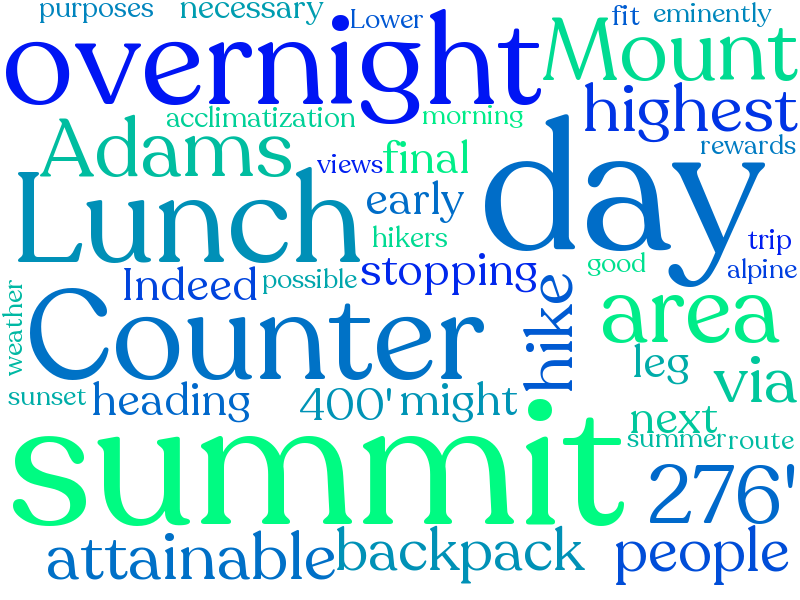 purposes necessary Lower fit eminently
overnight Mount
highest
acclimatization morning
Adams views final rewards
Lunch early day
hikers trip
Indeed possible stopping good alpine
weather Counter hike area
leg via
sunset heading 400' might next
summit summer route
276'
attainable backpack people